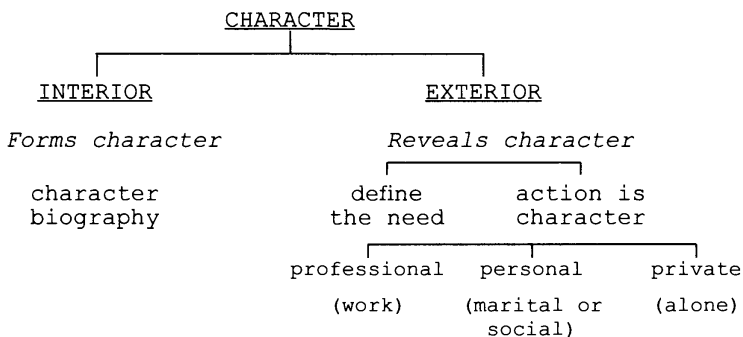 CHARACTER
INTERIOR EXTERIOR
Forms character Reveals character
character define action is
biography the need character
professional personal private
(work) (marital or (alone)
social)